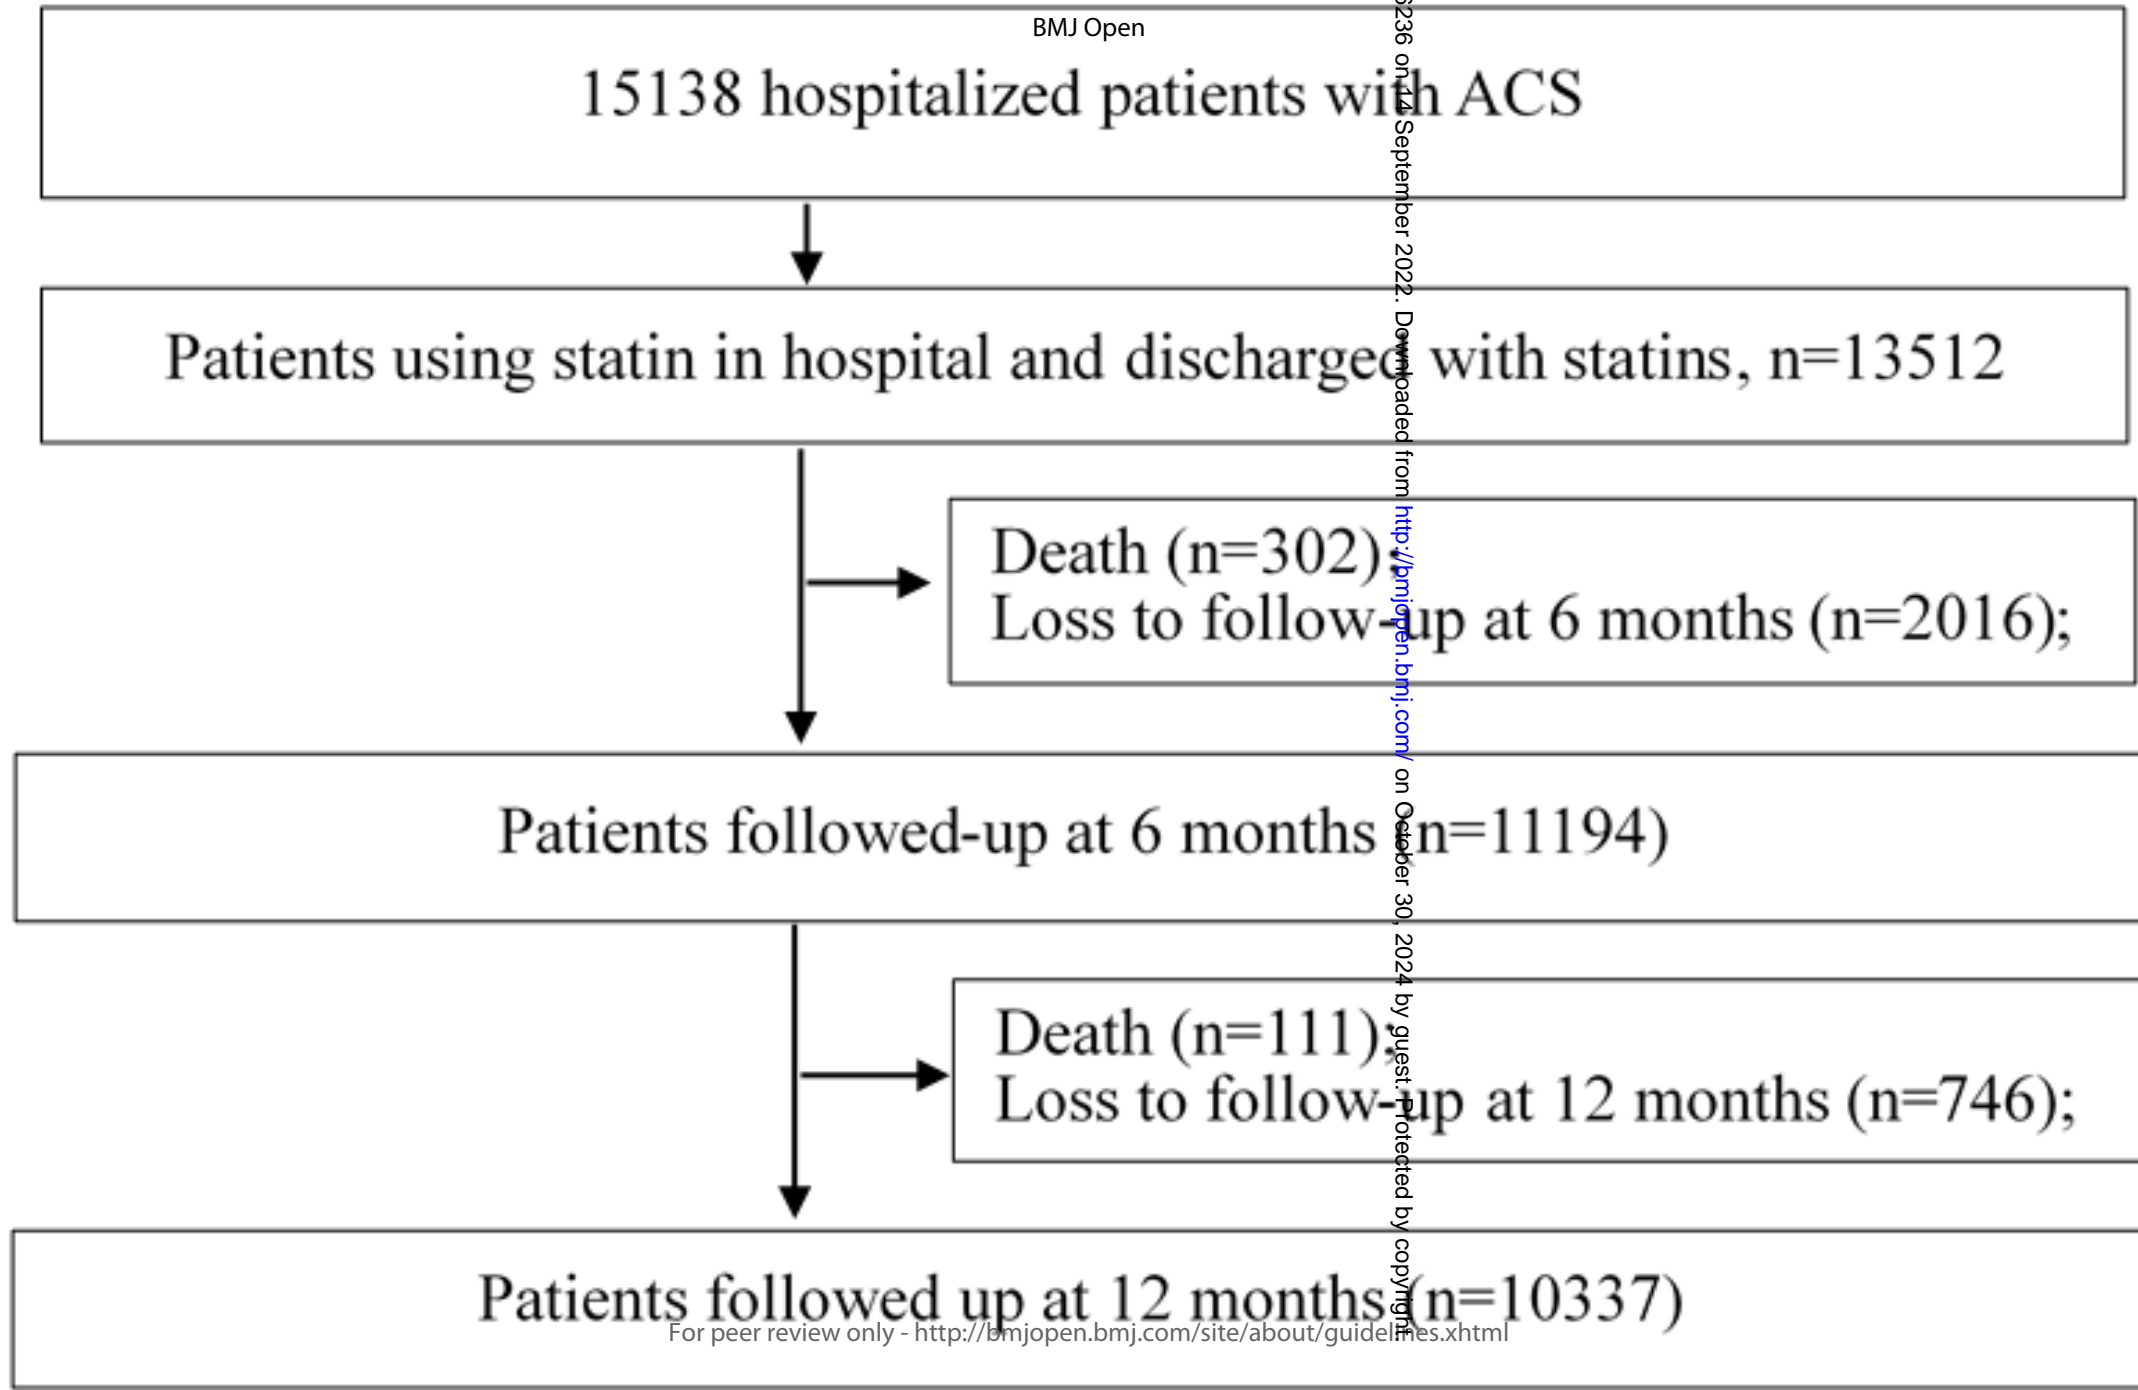 BMJ Open
15138 hospitalized patients with ACS
Patients using statin in hospital and discharged with statins, n=13512
Death (n=302);
Loss to follow-up at 6 months (n=2016);
Patients followed-up at 6 months (n=11194)
Death (n=111);
Loss to follow-up at 12 months (n=746);
Patients followed up at 12 months (n=10337)
For peer review only - http://bmjopen.bmj.com/site/about/guidelines.xhtml
6236 on 14 September 2022. Downloaded from http://bmjopen.bmj.com/ on October 30, 2024 by guest. Protected by copyright.